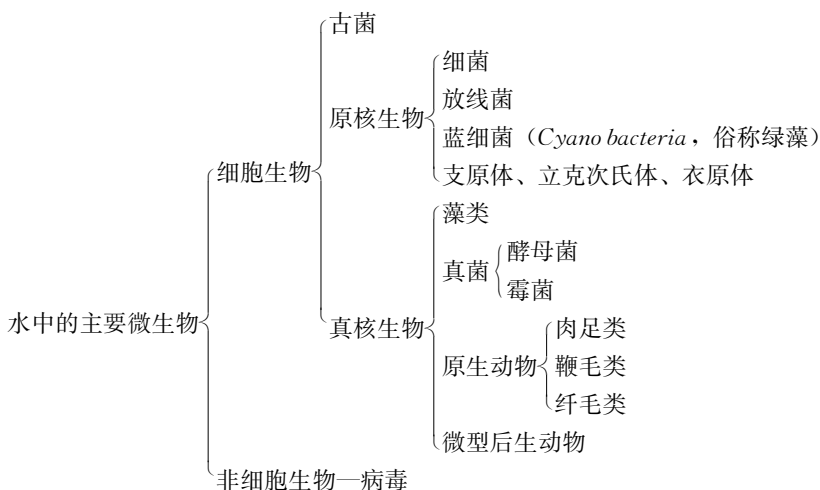 古菌
细菌
放线菌
原核生物
蓝细菌（Cyano bacteria，俗称绿藻）
细胞生物
支原体、立克次氏体、衣原体
藻类
酵母菌
真菌
霉菌
水中的主要微生物
真核生物
肉足类
原生动物
鞭毛类
纤毛类
微型后生动物
非细胞生物—病毒